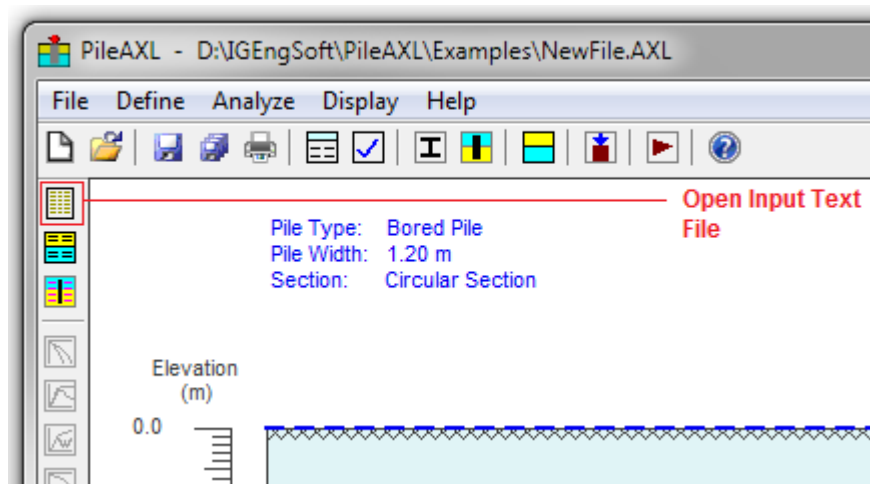 PileAXL - D:\IGEngSoft\PileAXL\Examples\NewFile.AXL
File Define Analyze Display Help
Open Input Text
File
Pile Type: Bored Pile
Pile Width: 1.20 m
Section: Circular Section
Elevation
(m)
0.0